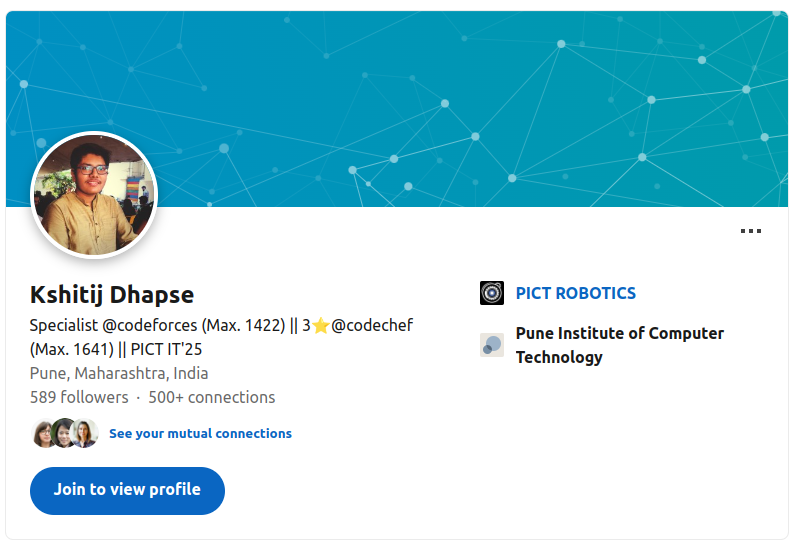 Kshitij Dhapse
Specialist @codeforces (Max. 1422) || 3⭐@codechef
(Max. 1641) || PICT IT'25
Pune, Maharashtra, India
589 followers · 500+ connections
See your mutual connections
Join to view profile
PICT ROBOTICS
Pune Institute of Computer
Technology